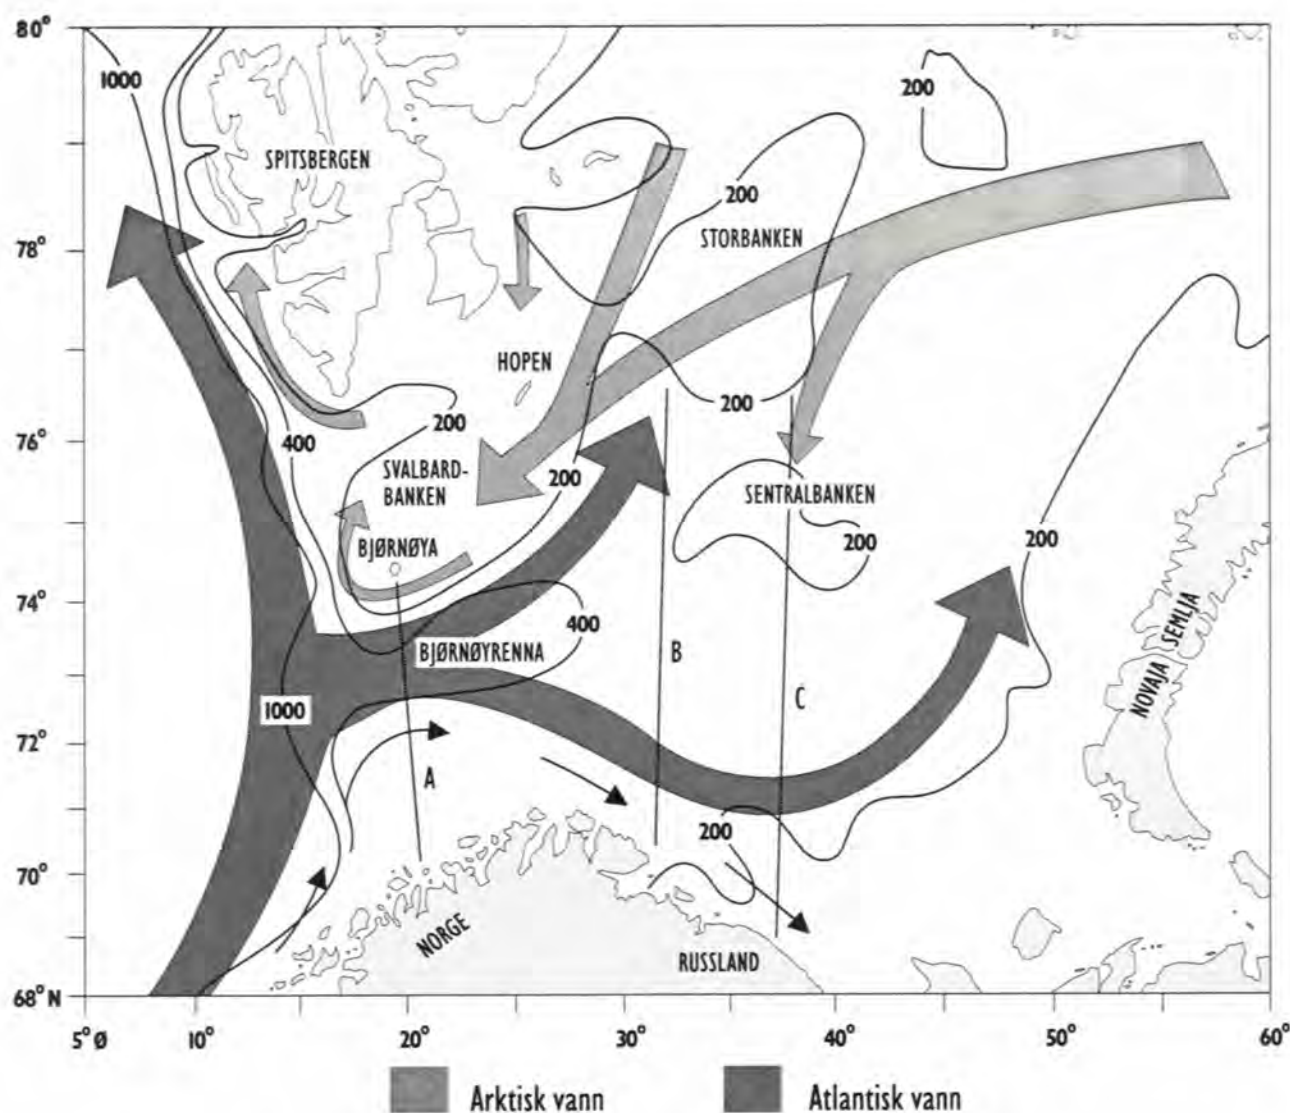 80°
1000
200
SPITSBERGEN
200
STORBANKEN
78°
HOPEN
200
200
76°
400
SVALBARD-
BANKEN
200
SENTRALBANKEN
BJØRNØYA
200
200
74°
400
BJØRNØYRENNA
B
NOVAJA SEMLJA
C
1000
72°
A
200
70°
NORGE
RUSSLAND
68° N
5° Ø
10°
20°
30°
40°
50°
60°
Arktisk vann
Atlantisk vann